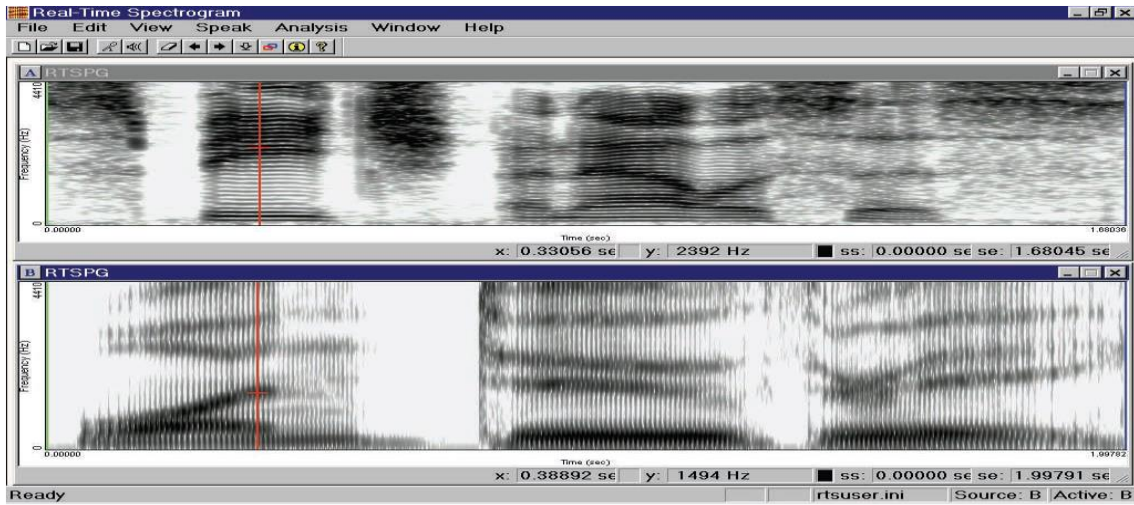 Real-Time Spectrogram
File Edit View Speak Analysis Window Help
A RTSPG
4410
Frequency (Hz)
0
0.00000 1.68036
Time (sec)
x: 0.33056 se y: 2392 Hz ss: 0.00000 se se: 1.68045 se
B RTSPG
4410
Frequency (Hz)
0
0.00000 1.99782
Time (sec)
x: 0.38892 se y: 1494 Hz ss: 0.00000 se se: 1.99791 se
Ready rtsuser.ini Source: B Active: B